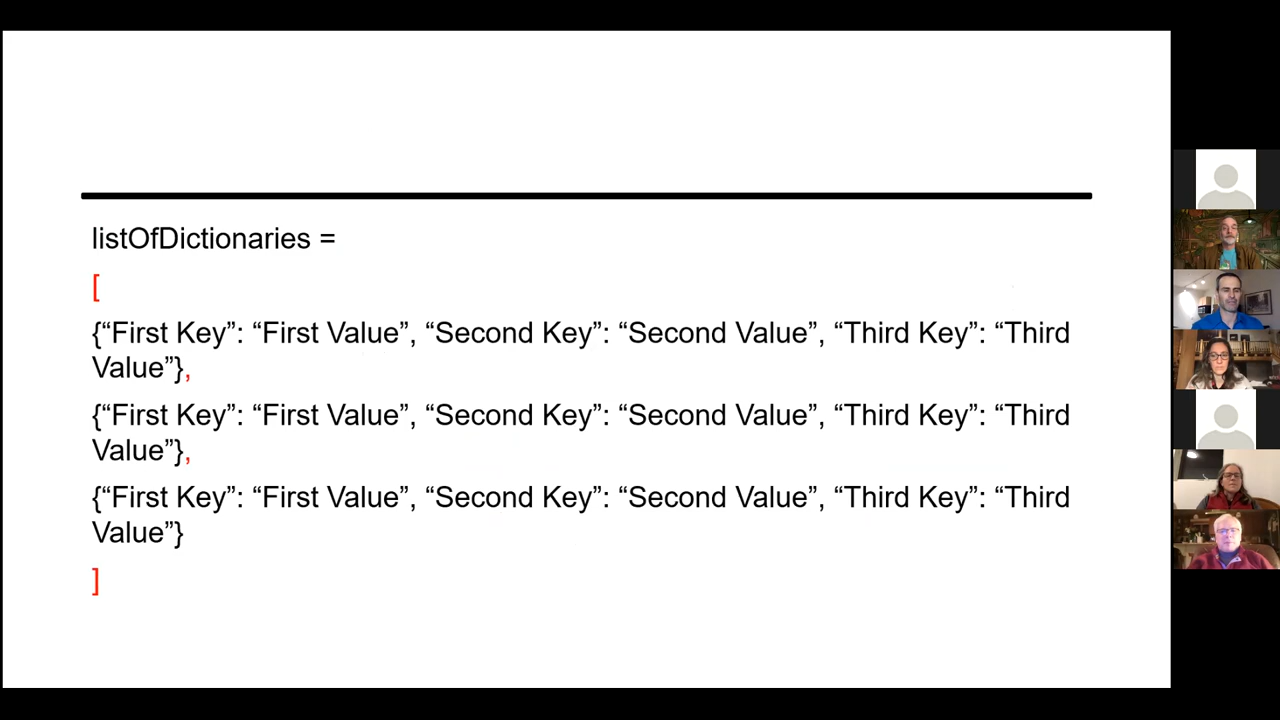 listOfDictionaries =
[
{“First Key”: “First Value”, “Second Key”: “Second Value”, “Third Key”: “Third
Value”},
{“First Key”: “First Value”, “Second Key”: “Second Value”, “Third Key”: “Third
Value”},
{“First Key”: “First Value”, “Second Key”: “Second Value”, “Third Key”: “Third
Value”}
]